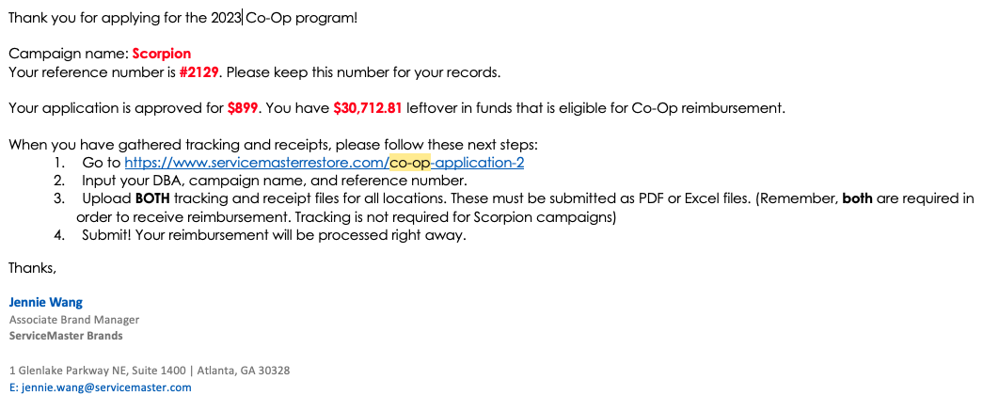 Thank you for applying for the 2023 Co-Op program!
Campaign name: Scorpion
Your reference number is #2129. Please keep this number for your records.
Your application is approved for $899. You have $30,712.81 leftover in funds that is eligible for Co-Op reimbursement.
When you have gathered tracking and receipts, please follow these next steps:
1. Go to https://www.servicemasterrestore.com/co-op-application-2
2. Input your DBA, campaign name, and reference number.
3. Upload BOTH tracking and receipt files for all locations. These must be submitted as PDF or Excel files. (Remember, both are required in
order to receive reimbursement. Tracking is not required for Scorpion campaigns)
4. Submit! Your reimbursement will be processed right away.
Thanks,
Jennie Wang
Associate Brand Manager
ServiceMaster Brands
1 Glenlake Parkway NE, Suite 1400 | Atlanta, GA 30328
E: jennie.wang@servicemaster.com